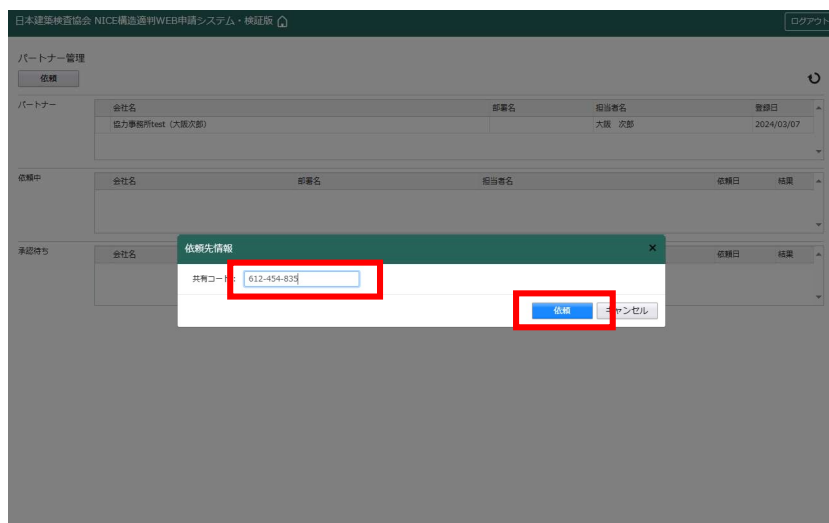 日本建築検査協会 NICE構造適判WEB申請システム・検証版
ログアウト
パートナー管理
依頼
パートナー
会社名 部署名 担当者名 登録日
協力事務所test（大阪次郎） 大阪 次郎 2024/03/07
依頼中
会社名 部署名 担当者名 依頼日 結果
承認待ち
会社 依頼日 結果
依頼先情報 ×
共有コード: 612-454-835
依頼 キャンセル